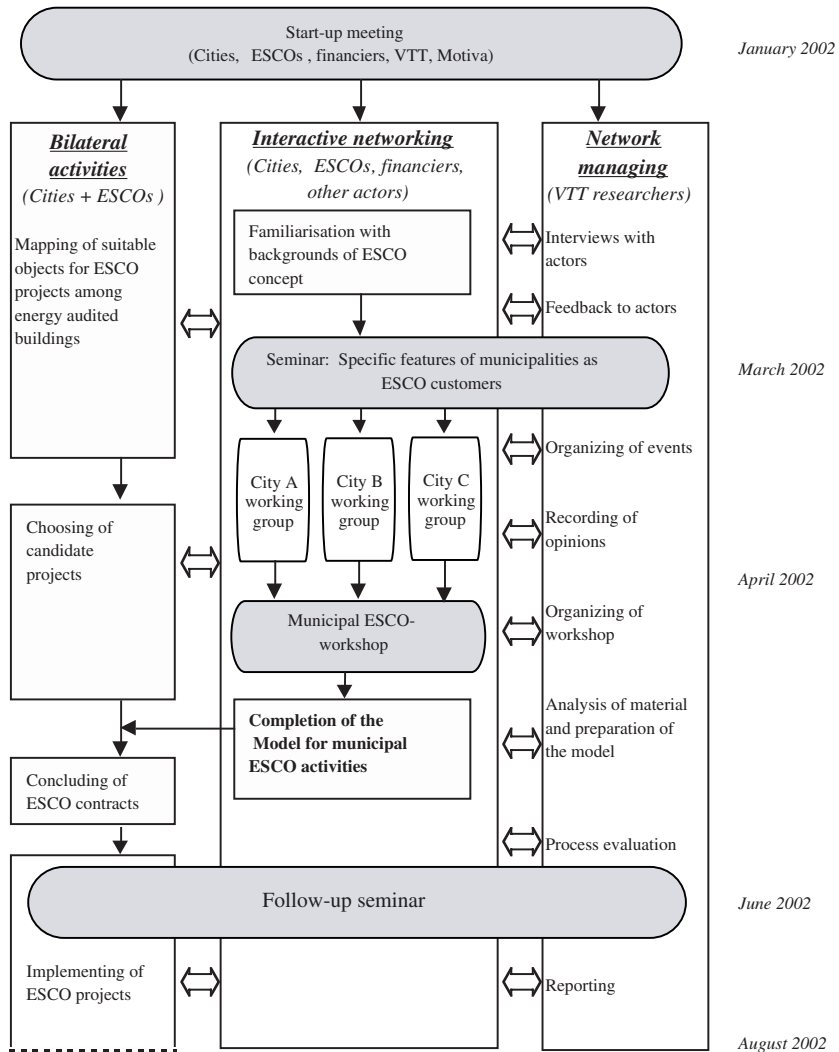 Start-up meeting
(Cities, ESCOs , financiers, VTT, Motiva)
January 2002
Bilateral
activities
(Cities + ESCOs )
Mapping of suitable
objects for ESCO
projects among
energy audited
buildings
Choosing of
candidate
projects
Concluding of
ESCO contracts
Implementing of
ESCO projects
Interactive networking
(Cities, ESCOs, financiers,
other actors)
Familiarisation with
backgrounds of ESCO
concept
Seminar: Specific features of municipalities as
ESCO customers
City A
working
group
City B
working
group
City C
working
group
Municipal ESCO-
workshop
Completion of the
Model for municipal
ESCO activities
Follow-up seminar
Network
managing
(VTT researchers)
Interviews with
actors
Feedback to actors
Organizing of events
Recording of
opinions
Organizing of
workshop
Analysis of material
and preparation of
the model
Process evaluation
Reporting
March 2002
April 2002
June 2002
August 2002